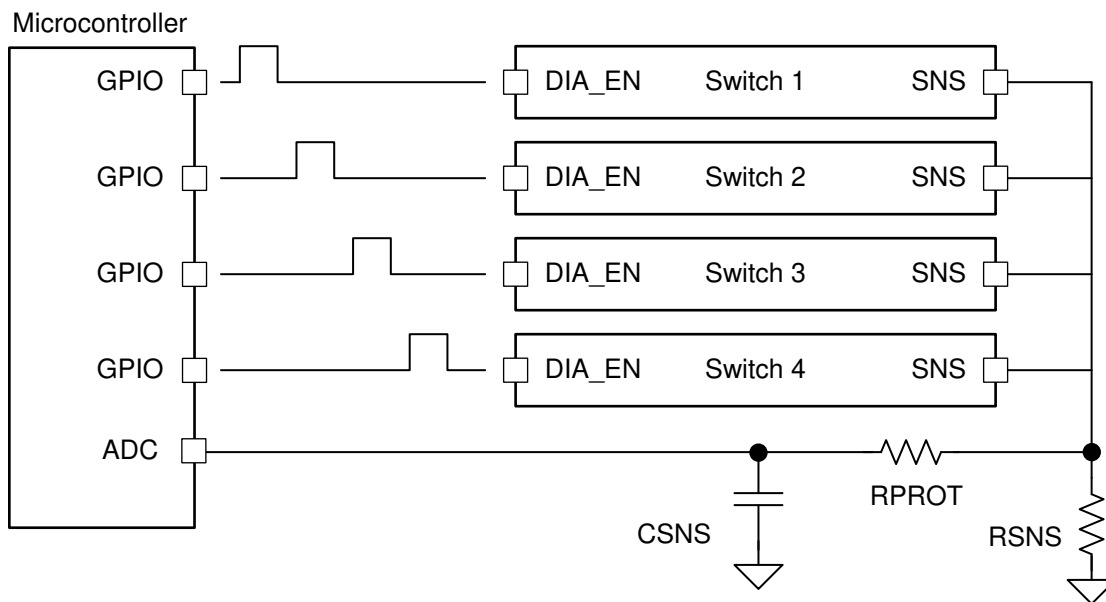 Microcontroller
GPIO DIA_EN Switch 1 SNS
GPIO DIA_EN Switch 2 SNS
GPIO DIA_EN Switch 3 SNS
GPIO DIA_EN Switch 4 SNS
ADC
RPROT
CSNS RSNS